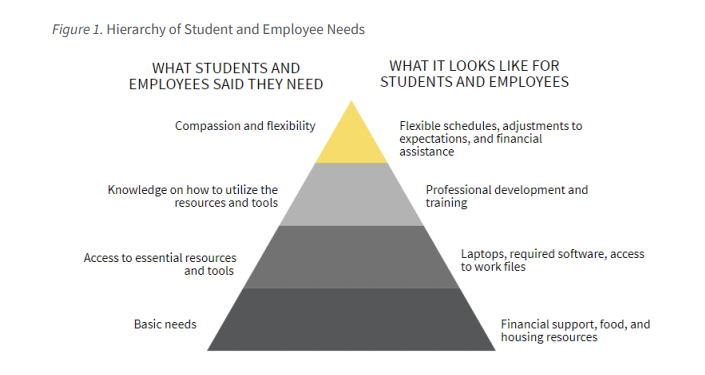 Figure 1. Hierarchy of Student and Employee Needs
WHAT STUDENTS AND
EMPLOYEES SAID THEY NEED
WHAT IT LOOKS LIKE FOR
STUDENTS AND EMPLOYEES
Compassion and flexibility
Flexible schedules, adjustments to
expectations, and financial
assistance
Knowledge on how to utilize the
resources and tools
Professional development and
training
Access to essential resources
and tools
Laptops, required software, access
to work files
Basic needs
Financial support, food, and
housing resources